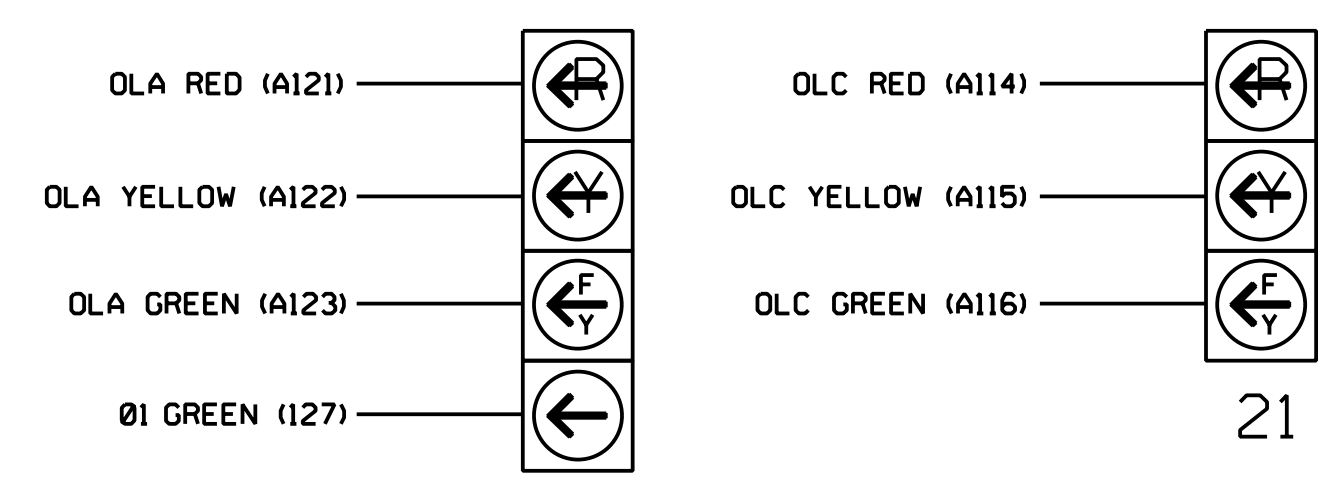 OLA RED (A121)
R
OLA YELLOW (A122)
Y
OLA GREEN (A123)
F
Y
Ø1 GREEN (127)
OLC RED (A114)
R
OLC YELLOW (A115)
Y
OLC GREEN (A116)
F
Y
21